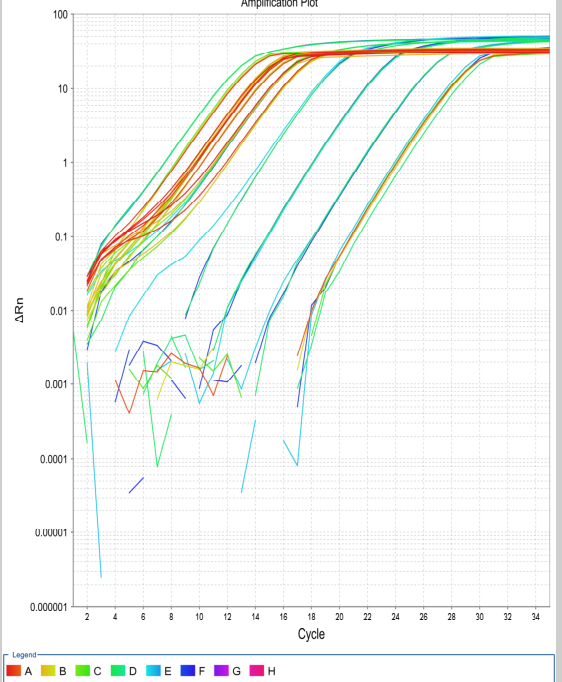 Amplification Plot
100
10
1
0.1
0.01
0.001
0.0001
0.00001
0.000001
ΔRn
2 4 6 8 10 12 14 16 18 20 22 24 26 28 30 32 34
Cycle
Legend
A B C D E F G H